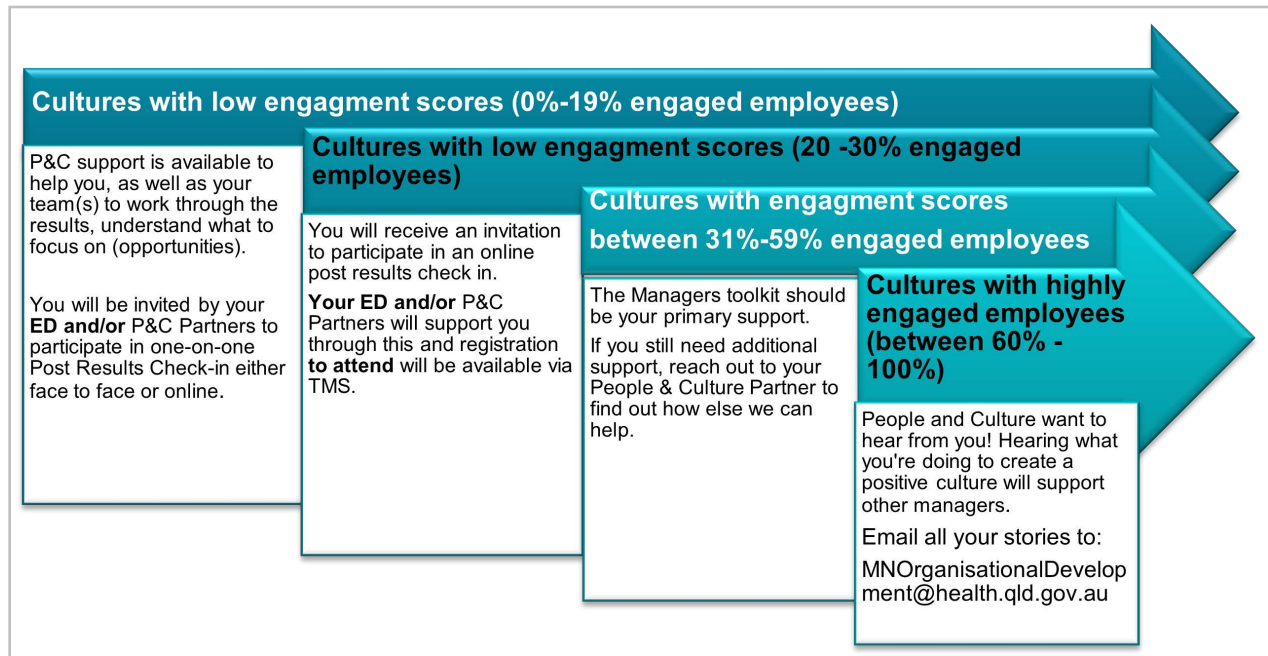 Cultures with low engagment scores (0%-19% engaged employees)
P&C support is available to
help you, as well as your
team(s) to work through the
results, understand what to
focus on (opportunities).
You will be invited by your
ED and/or P&C Partners to
participate in one-on-one
Post Results Check-in either
face to face or online.
Cultures with low engagment scores (20 -30% engaged
employees)
You will receive an invitation
to participate in an online
post results check in.
Your ED and/or P&C
Partners will support you
through this and registration
to attend will be available via
TMS.
Cultures with engagment scores
between 31%-59% engaged employees
The Managers toolkit should
be your primary support.
If you still need additional
support, reach out to your
People & Culture Partner to
find out how else we can
help.
Cultures with highly
engaged employees
(between 60% -
100%)
People and Culture want to
hear from you! Hearing what
you're doing to create a
positive culture will support
other managers.
Email all your stories to:
MNOrganisationalDevelop
ment@health.qld.gov.au